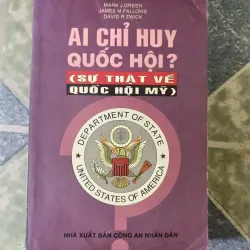 MARK J.GREEN
JAMES M.FALLOWS
DAVID R.ZWICK
AI CHỈ HUY
QUỐC HỘI?
(SỰ THẬT VỀ
QUỐC HỘI MỸ)
DEPARTMENT OF STATE
UNITED STATES OF AMERICA
NHÀ XUẤT BẢN CÔNG AN NHÂN DÂN